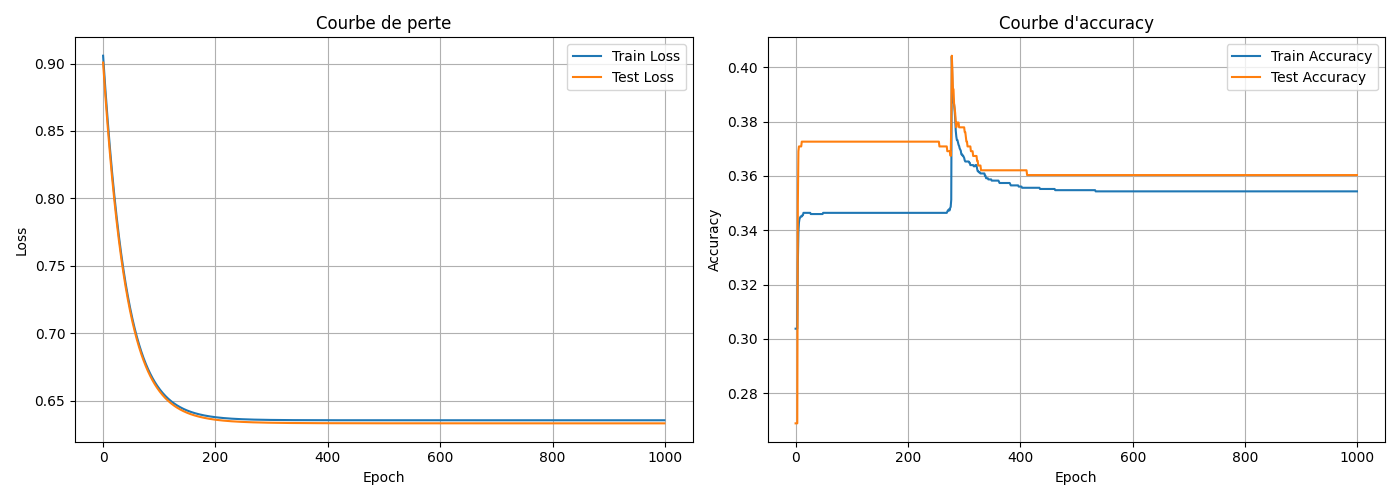 Courbe de perte
Train Loss
Test Loss
0.90
0.85
0.80
0.75
0.70
0.65
Loss
0
200
400
600
800
1000
Epoch
Courbe d'accuracy
Train Accuracy
Test Accuracy
0.40
0.38
0.36
0.34
0.32
0.30
0.28
Accuracy
0
200
400
600
800
1000
Epoch